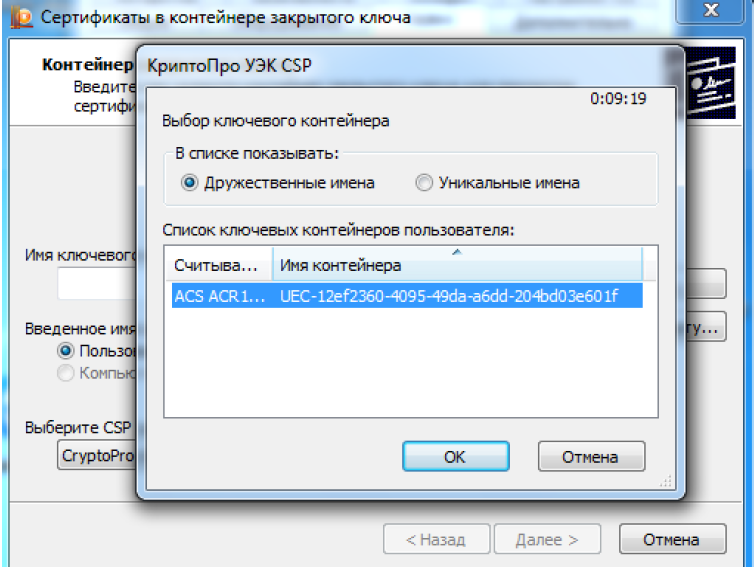 Сертификаты в контейнере закрытого ключа
x
Контейнер
Введите
сертифи
КриптоПро УЭК CSP
0:09:19
Выбор ключевого контейнера
В списке показывать:
Дружественные имена
Уникальные имена
Список ключевых контейнеров пользователя:
Считыва... Имя контейнера
ACS ACR1... UEC-12ef2360-4095-49da-a6dd-204bd03e601f
OK
Отмена
Имя ключевого
Введенное имя
Пользо
Компью
ту...
Выберите CSP
CryptoPro
< Назад
Далее >
Отмена